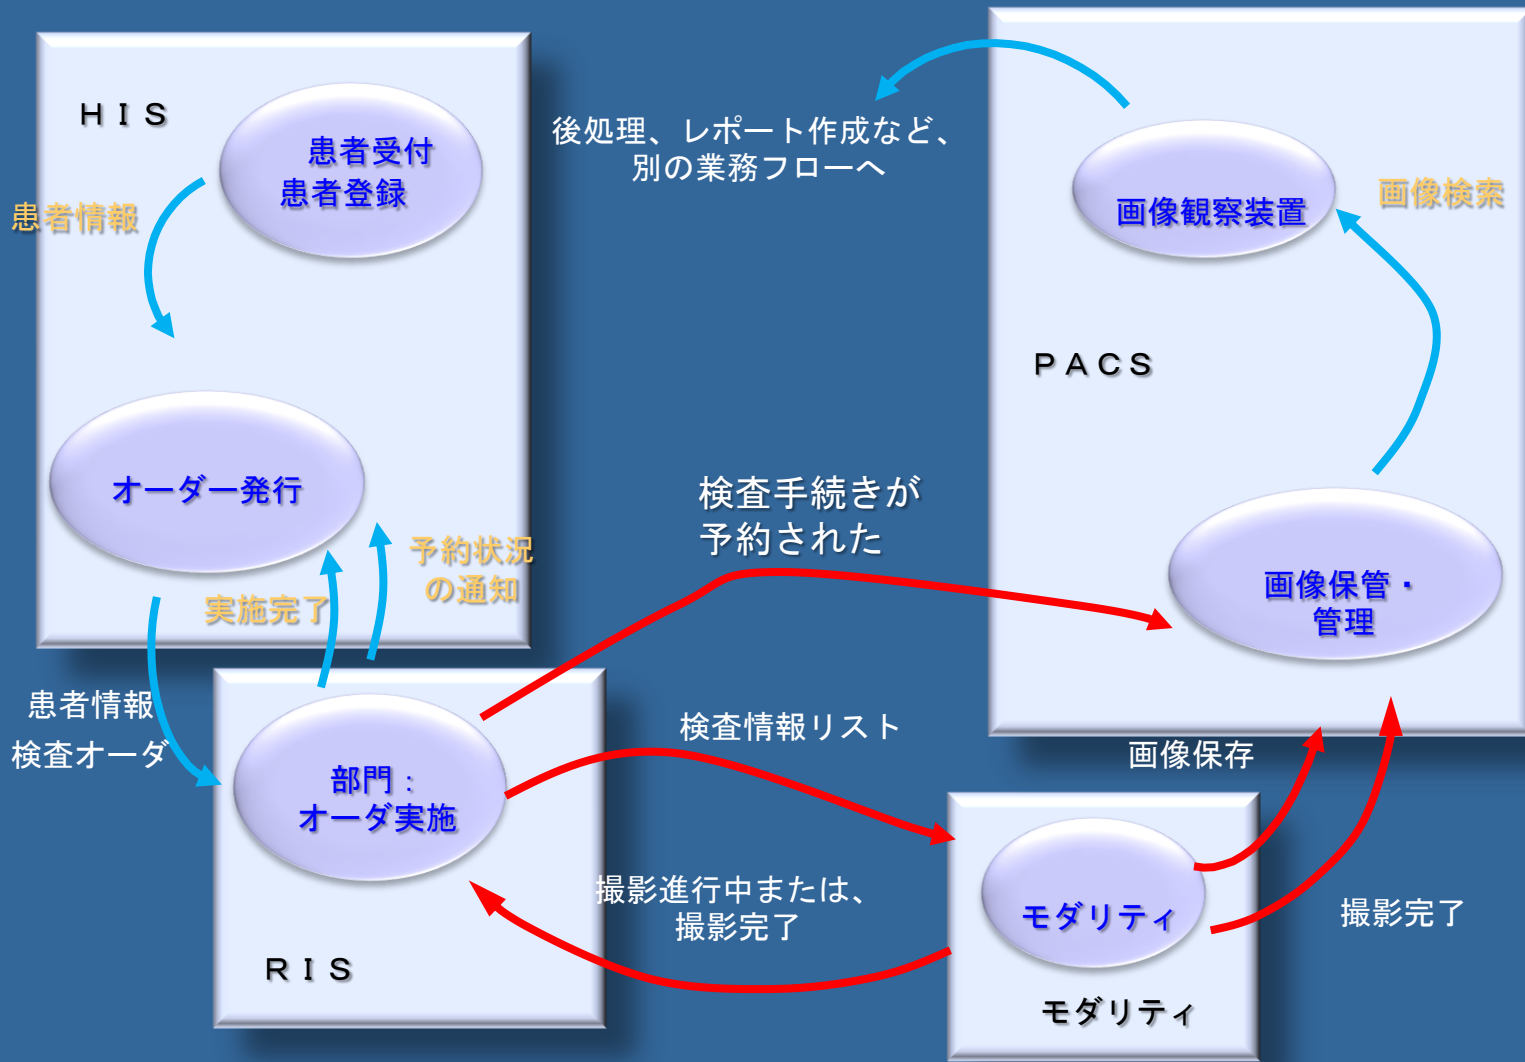 ＨＩＳ
患者受付
患者登録
患者情報
オーダー発行
予約状況
の通知
実施完了
患者情報
検査オーダ
部門：
オーダ実施
ＲＩＳ
後処理、レポート作成など、
別の業務フローへ
検査手続きが
予約された
検査情報リスト
撮影進行中または、
撮影完了
画像観察装置
画像検索
ＰＡＣＳ
画像保管・
管理
画像保存
撮影完了
モダリティ
モダリティ